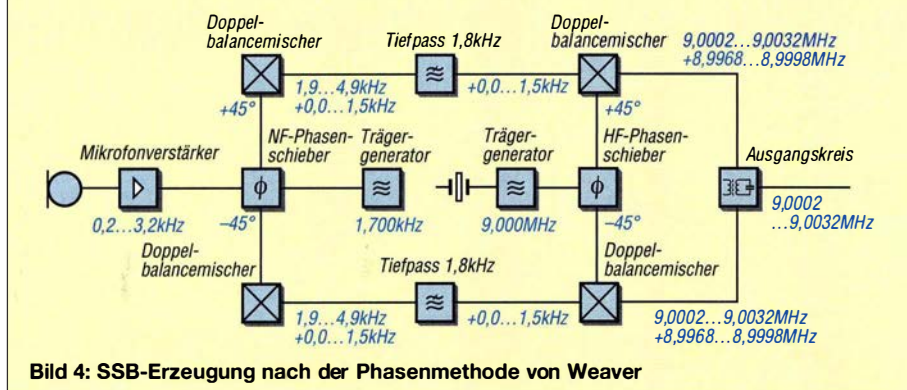 Doppel-
balancemischer
Tiefpass 1,8kHz
Doppel-
balancemischer
9,0002...9,0032MHz
+8,9968...8,9998MHz
1,9...4,9kHz
+0,0...1,5kHz
+0,0...1,5kHz
+45°
+45°
Mikrofonverstärker
NF-Phasen-
schieber
Träger-
generator
Träger-
generator
HF-Phasen-
schieber
Ausgangskreis
ϕ
ϕ
0,2...3,2kHz
–45°
1,700kHz
9,000MHz
–45°
9,0002
...9,0032MHz
Doppel-
balancemischer
Tiefpass 1,8kHz
Doppel-
balancemischer
1,9...4,9kHz
+0,0...1,5kHz
+0,0...1,5kHz
9,0002...9,0032MHz
+8,9968...8,9998MHz
Bild 4: SSB-Erzeugung nach der Phasenmethode von Weaver